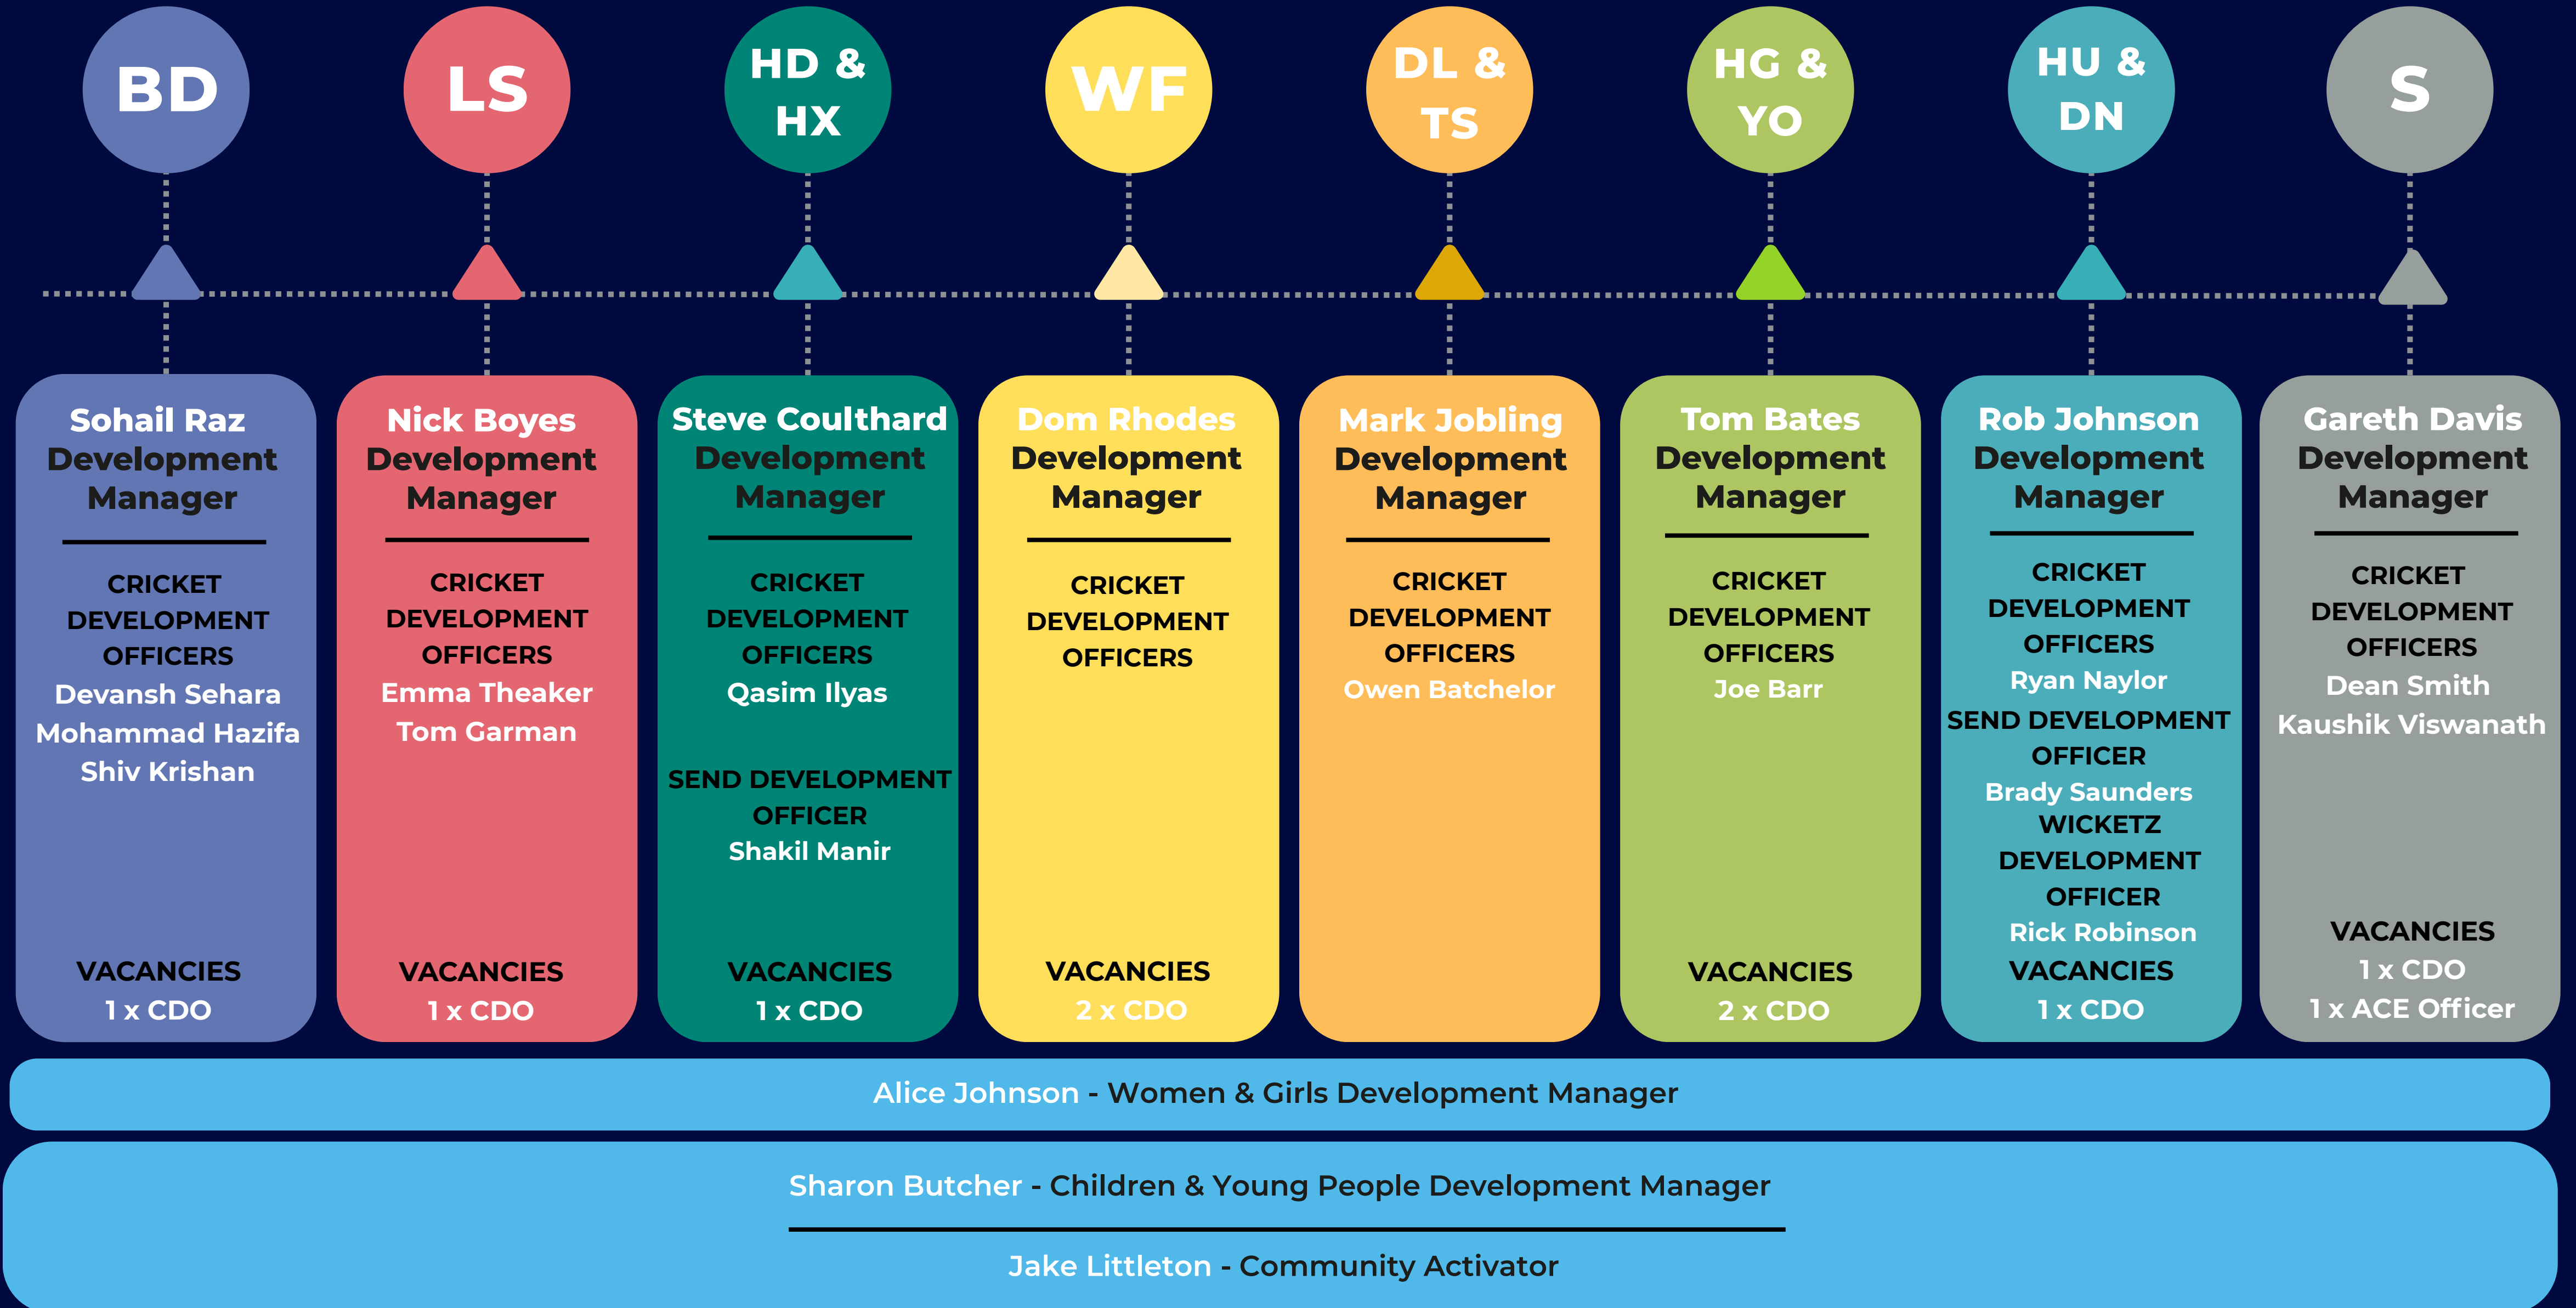 BD
LS
HD &
HX
WF
DL &
TS
HG &
YO
HU &
DN
S
Sohail Raz
Development
Manager
CRICKET
DEVELOPMENT
OFFICERS
Devansh Sehara
Mohammad Hazifa
Shiv Krishan
VACANCIES
1 x CDO
Nick Boyes
Development
Manager
CRICKET
DEVELOPMENT
OFFICERS
Emma Theaker
Tom Garman
VACANCIES
1 x CDO
Steve Coulthard
Development
Manager
CRICKET
DEVELOPMENT
OFFICERS
Qasim Ilyas
SEND DEVELOPMENT
OFFICER
Shakil Manir
VACANCIES
1 x CDO
Dom Rhodes
Development
Manager
CRICKET
DEVELOPMENT
OFFICERS
VACANCIES
2 x CDO
Mark Jobling
Development
Manager
CRICKET
DEVELOPMENT
OFFICERS
Owen Batchelor
Tom Bates
Development
Manager
CRICKET
DEVELOPMENT
OFFICERS
Joe Barr
VACANCIES
2 x CDO
Rob Johnson
Development
Manager
CRICKET
DEVELOPMENT
OFFICERS
Ryan Naylor
SEND DEVELOPMENT
OFFICER
Brady Saunders
WICKETZ
DEVELOPMENT
OFFICER
Rick Robinson
VACANCIES
1 x CDO
Gareth Davis
Development
Manager
CRICKET
DEVELOPMENT
OFFICERS
Dean Smith
Kaushik Viswanath
VACANCIES
1 x CDO
1 x ACE Officer
Alice Johnson - Women & Girls Development Manager
Sharon Butcher - Children & Young People Development Manager
Jake Littleton - Community Activator